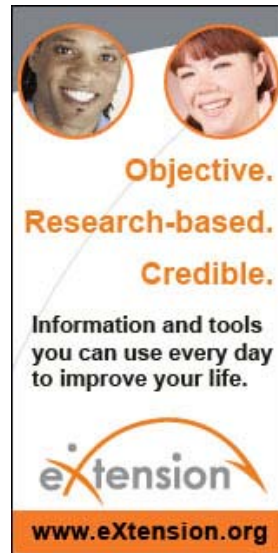 Objective.
Research-based.
Credible.
Information and tools
you can use every day
to improve your life.
eXtension
www.eXtension.org